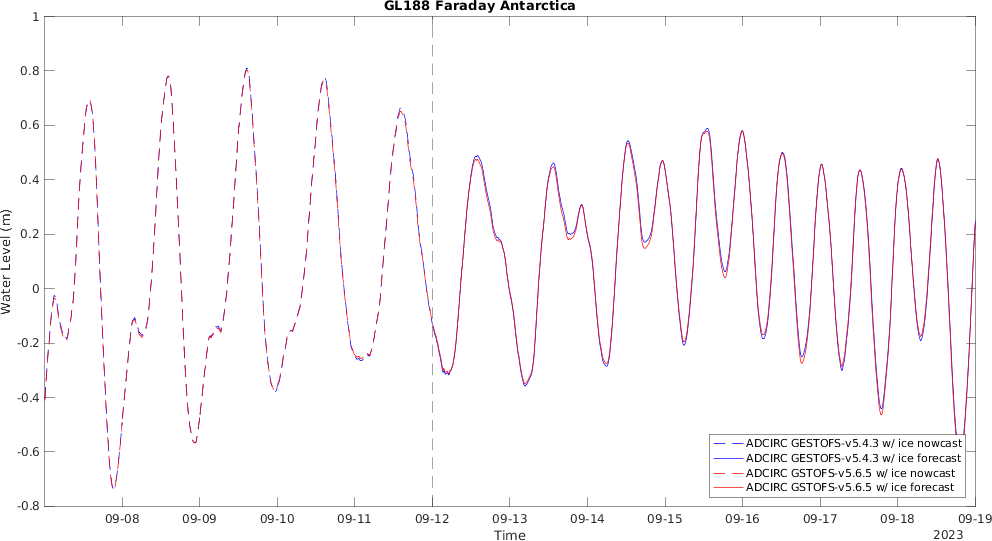 GL188 Faraday Antarctica
Water Level (m)
1
0.8
0.6
0.4
0.2
0
-0.2
-0.4
-0.6
-0.8
ADCIRC GESTOFS-v5.4.3 w/ ice nowcast
ADCIRC GESTOFS-v5.4.3 w/ ice forecast
ADCIRC GSTOFS-v5.6.5 w/ ice nowcast
ADCIRC GSTOFS-v5.6.5 w/ ice forecast
09-08 09-09 09-10 09-11 09-12 09-13 09-14 09-15 09-16 09-17 09-18 09-19
Time
2023